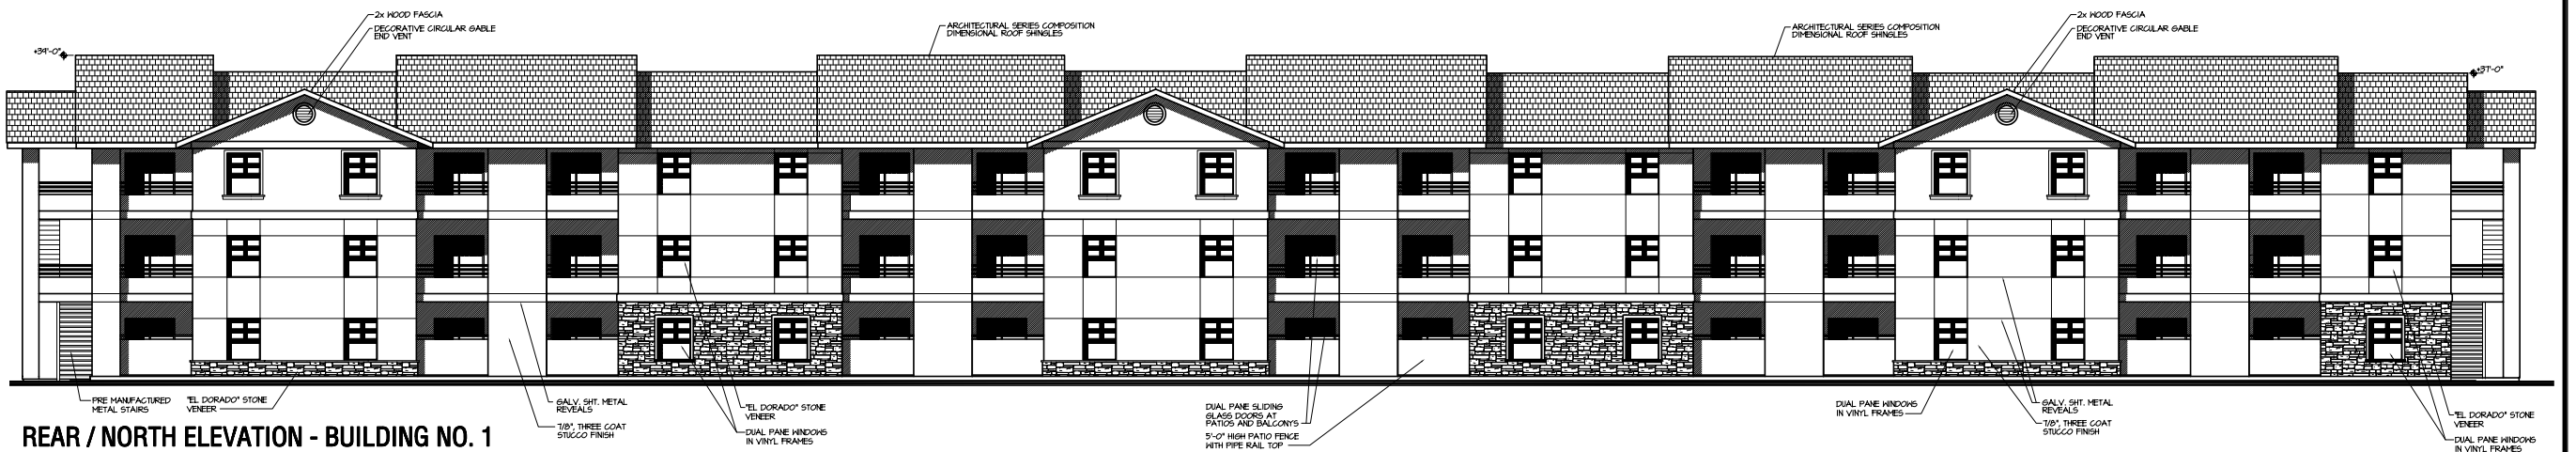 2x WOOD FASCIA
DECORATIVE CIRCULAR GABLE
END VENT
ARCHITECTURAL SERIES COMPOSITION
DIMENSIONAL ROOF SHINGLES
ARCHITECTURAL SERIES COMPOSITION
DIMENSIONAL ROOF SHINGLES
2x WOOD FASCIA
DECORATIVE CIRCULAR GABLE
END VENT
+39'-0"
+37'-0"
PRE MANUFACTURED
METAL STAIRS
"EL DORADO" STONE
VENEER
GALV. SHT. METAL
REVEALS
7/8", THREE COAT
STUCCO FINISH
"EL DORADO" STONE
VENEER
DUAL PANE WINDOWS
IN VINYL FRAMES
DUAL PANE SLIDING
GLASS DOORS AT
PATIOS AND BALCONYS
5'-0" HIGH PATIO FENCE
WITH PIPE RAIL TOP
DUAL PANE WINDOWS
IN VINYL FRAMES
GALV. SHT. METAL
REVEALS
7/8", THREE COAT
STUCCO FINISH
"EL DORADO" STONE
VENEER
DUAL PANE WINDOWS
IN VINYL FRAMES
REAR / NORTH ELEVATION - BUILDING NO. 1